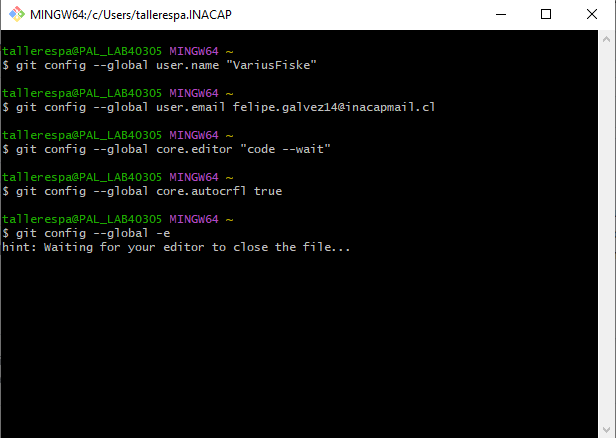 MINGW64:/c/Users/tallerespa.INACAP
tallerespa@PAL_LAB40305 MINGW64 ~
$ git config --global user.name "VariusFiske"
tallerespa@PAL_LAB40305 MINGW64 ~
$ git config --global user.email felipe.galvez14@inacapmail.cl
tallerespa@PAL_LAB40305 MINGW64 ~
$ git config --global core.editor "code --wait"
tallerespa@PAL_LAB40305 MINGW64 ~
$ git config --global core.autocrfl true
tallerespa@PAL_LAB40305 MINGW64 ~
$ git config --global -e
hint: Waiting for your editor to close the file...